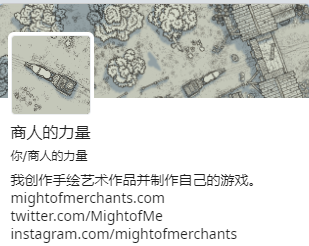 商人的力量
你/商人的力量
我创作手绘艺术作品并制作自己的游戏。
mightofmerchants.com
twitter.com/MightofMe
instagram.com/mightofmerchants